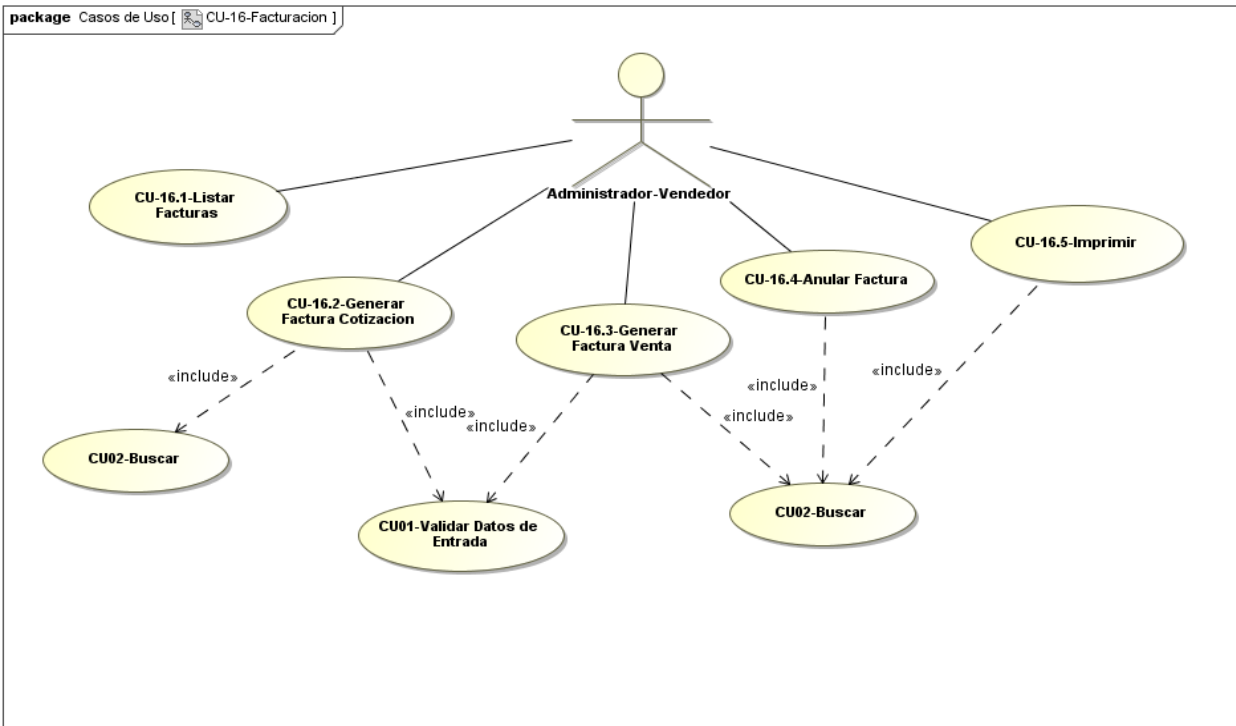 package Casos de Uso [ CU-16-Facturacion ]
Administrador-Vendedor
CU-16.1-Listar
Facturas
CU-16.2-Generar
Factura Cotizacion
CU-16.3-Generar
Factura Venta
CU-16.4-Anular Factura
CU-16.5-Imprimir
«include»
«include»
«include»
«include»
«include»
«include»
CU02-Buscar
CU01-Validar Datos de
Entrada
CU02-Buscar